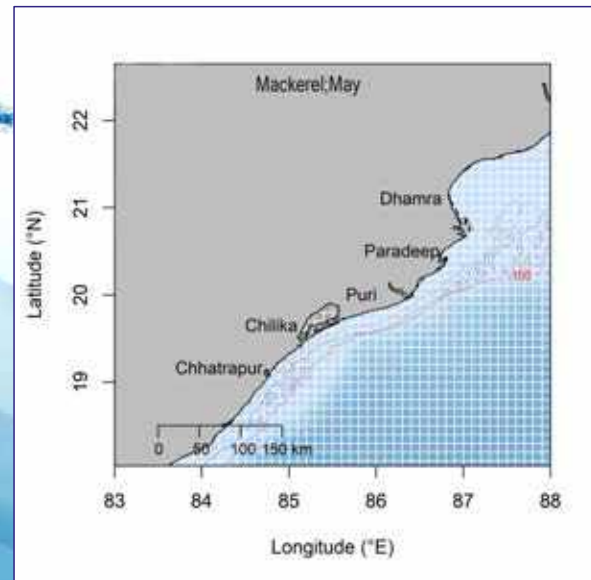 Mackerel;May
22
Dhamra
21
Paradeep
Latitude (°N)
Puri
20
Chilika
Chhatrapur
19
0 50 100 150 km
83 84 85 86 87 88
Longitude (°E)